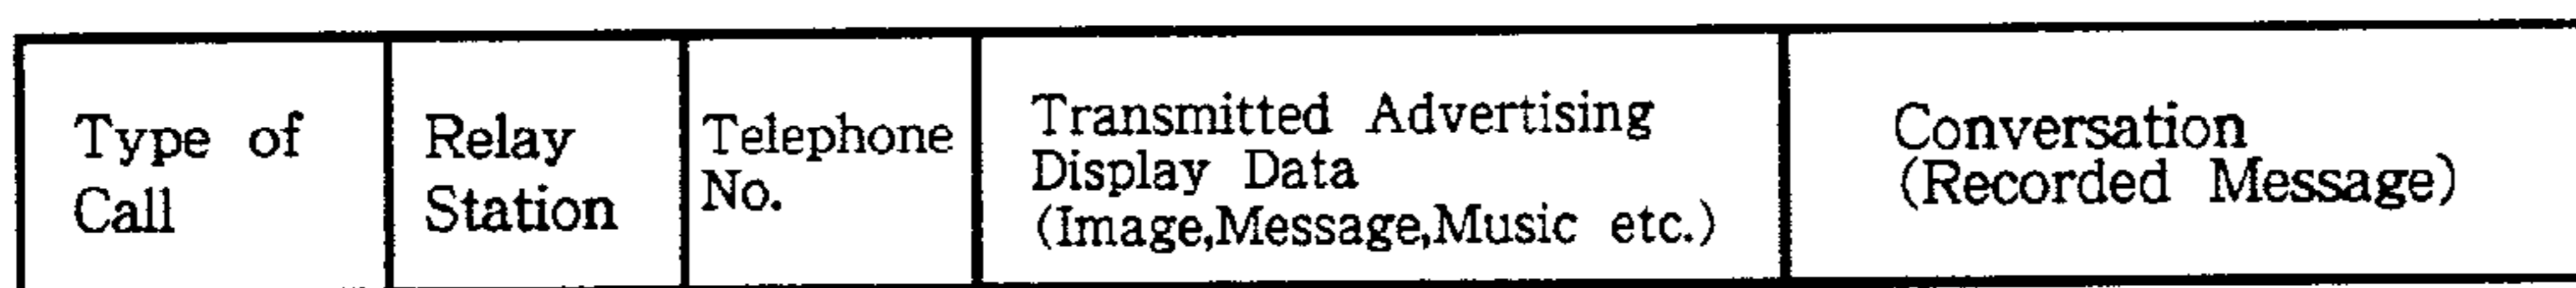 Type of
Call
Relay
Station
Telephone
No.
Transmitted Advertising
Display Data
(Image,Message,Music etc.)
Conversation
(Recorded Message)